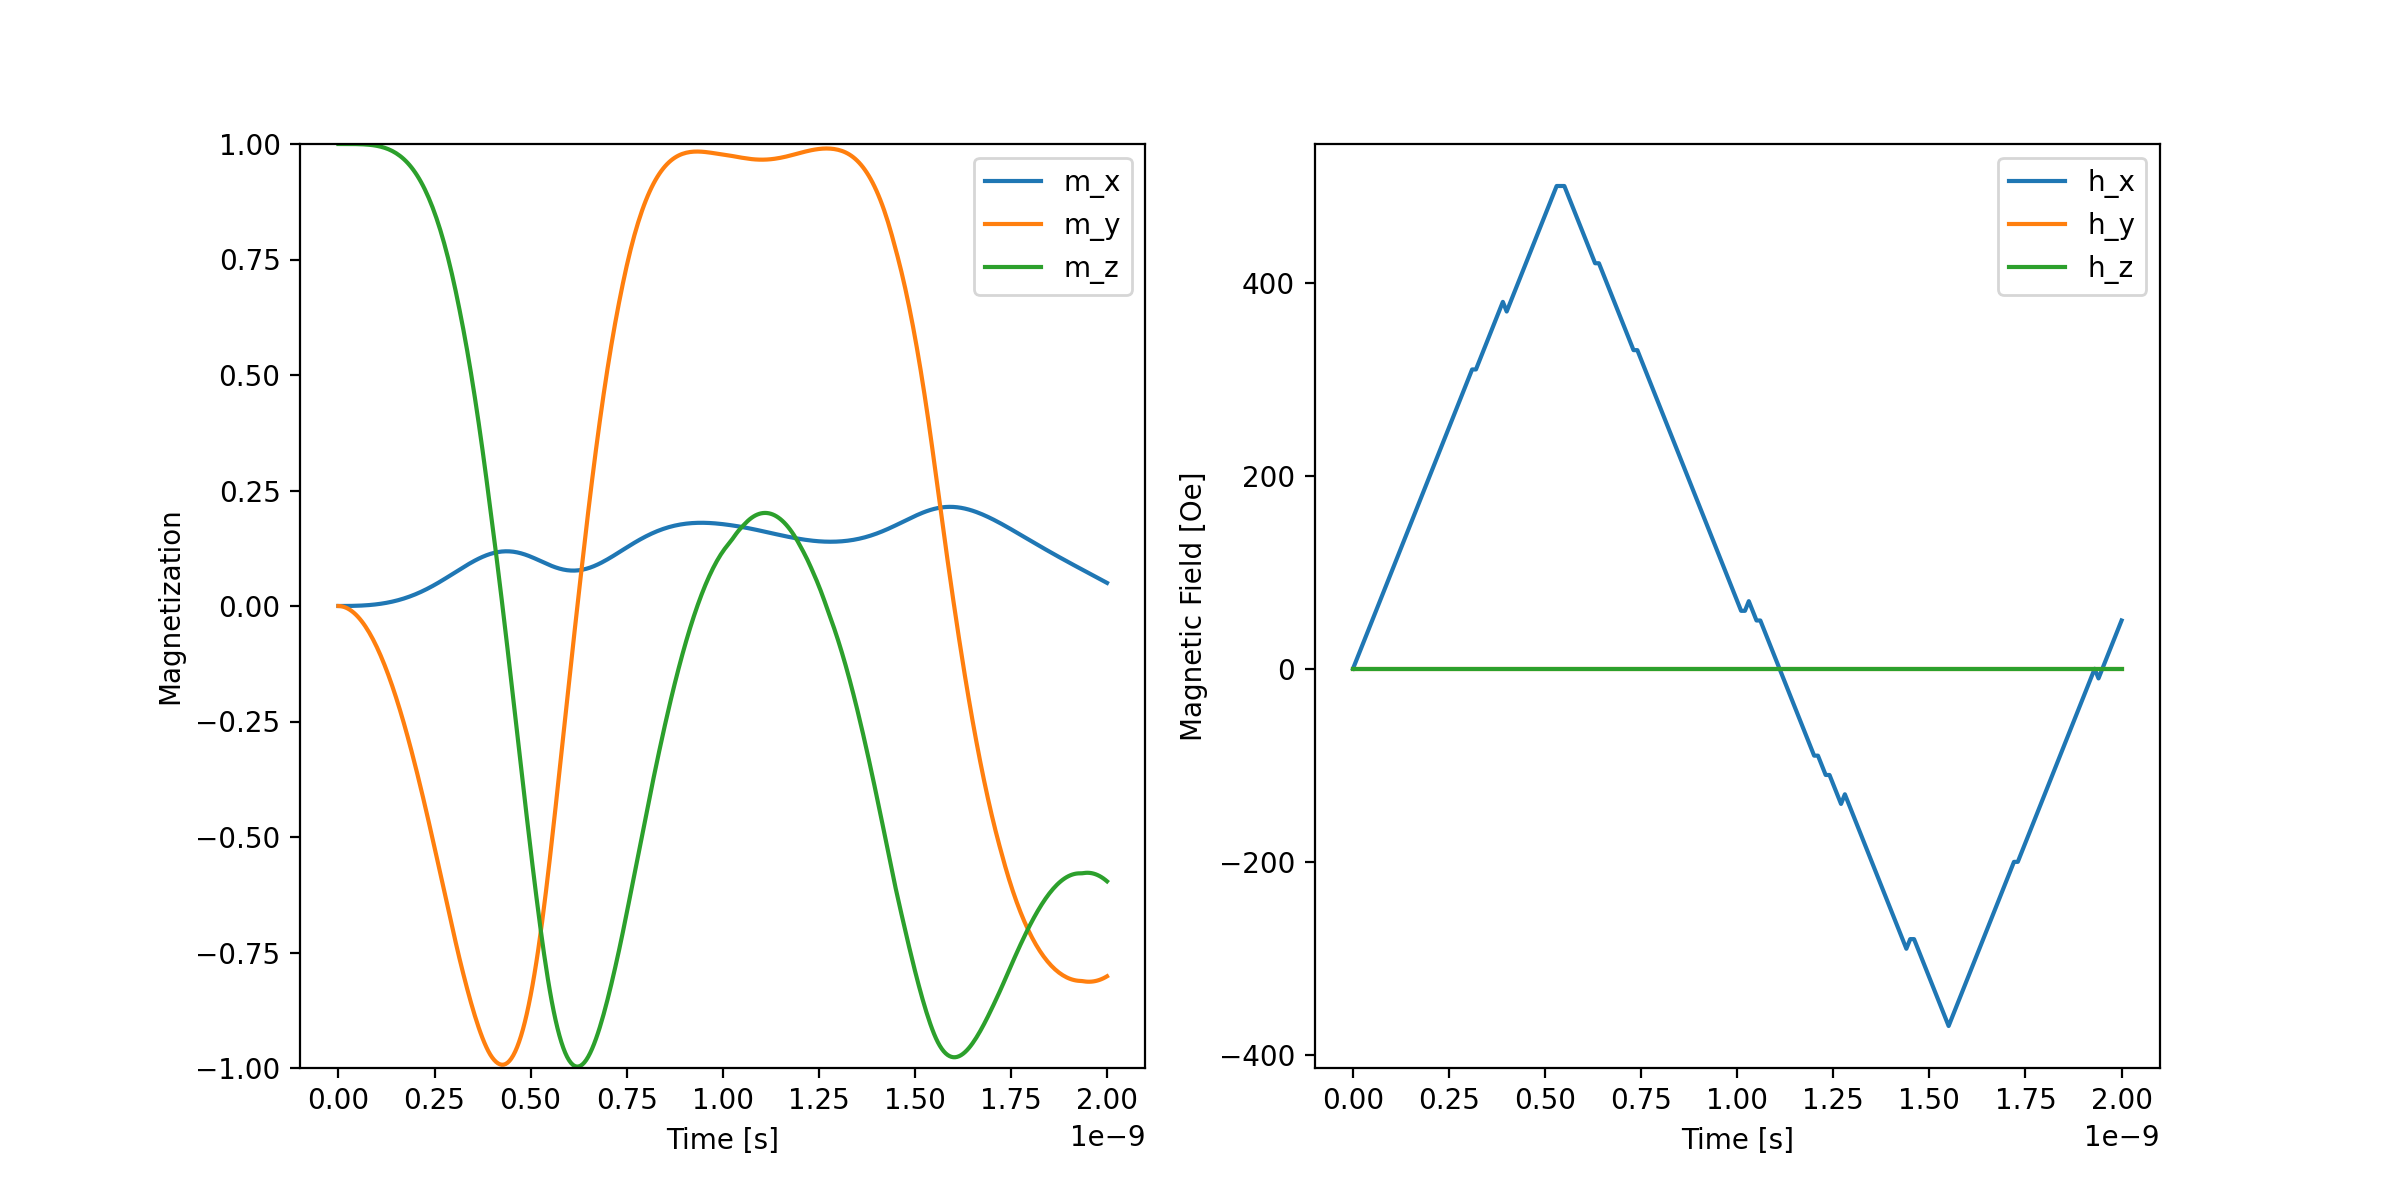 1.00
0.75
0.50
0.25
0.00
−0.25
−0.50
−0.75
−1.00
Magnetization
0.00 0.25 0.50 0.75 1.00 1.25 1.50 1.75 2.00
Time [s]
1e−9
m_x
m_y
m_z
400
200
0
−200
−400
Magnetic Field [Oe]
0.00 0.25 0.50 0.75 1.00 1.25 1.50 1.75 2.00
Time [s]
1e−9
h_x
h_y
h_z